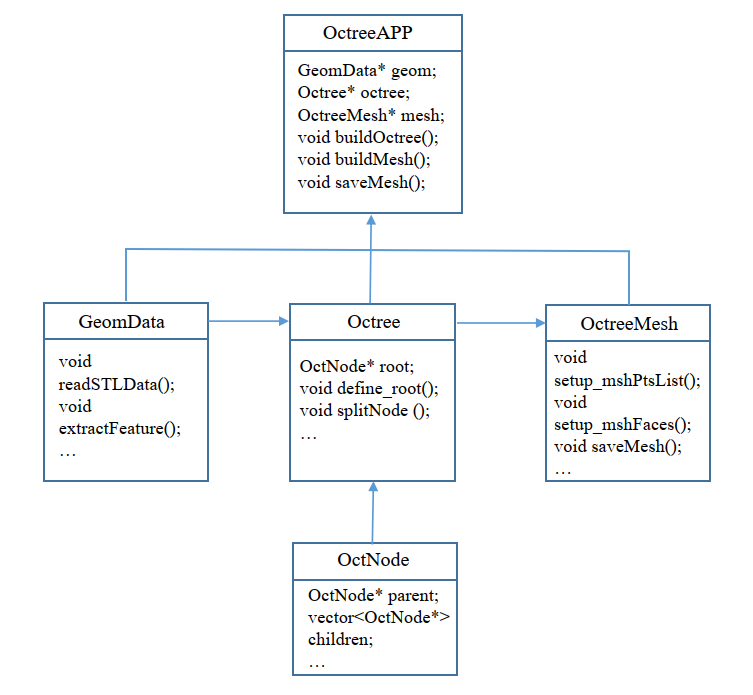 OctreeAPP
GeomData* geom;
Octree* octree;
OctreeMesh* mesh;
void buildOctree();
void buildMesh();
void saveMesh();
GeomData
void
readSTLData();
void
extractFeature();
…
Octree
OctNode* root;
void define_root();
void splitNode ();
…
OctreeMesh
void
setup_mshPtsList();
void
setup_mshFaces();
void saveMesh();
…
OctNode
OctNode* parent;
vector<OctNode*>
children;
…